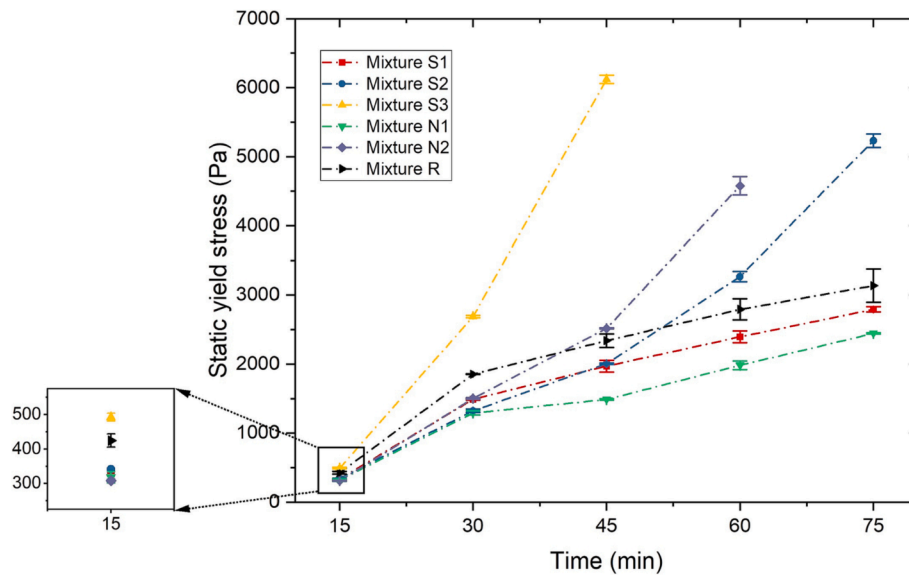 7000
6000
5000
4000
3000
2000
1000
0
Static yield stress (Pa)
Mixture S1
Mixture S2
Mixture S3
Mixture N1
Mixture N2
Mixture R
500
400
300
15
15 30 45 60 75
Time (min)